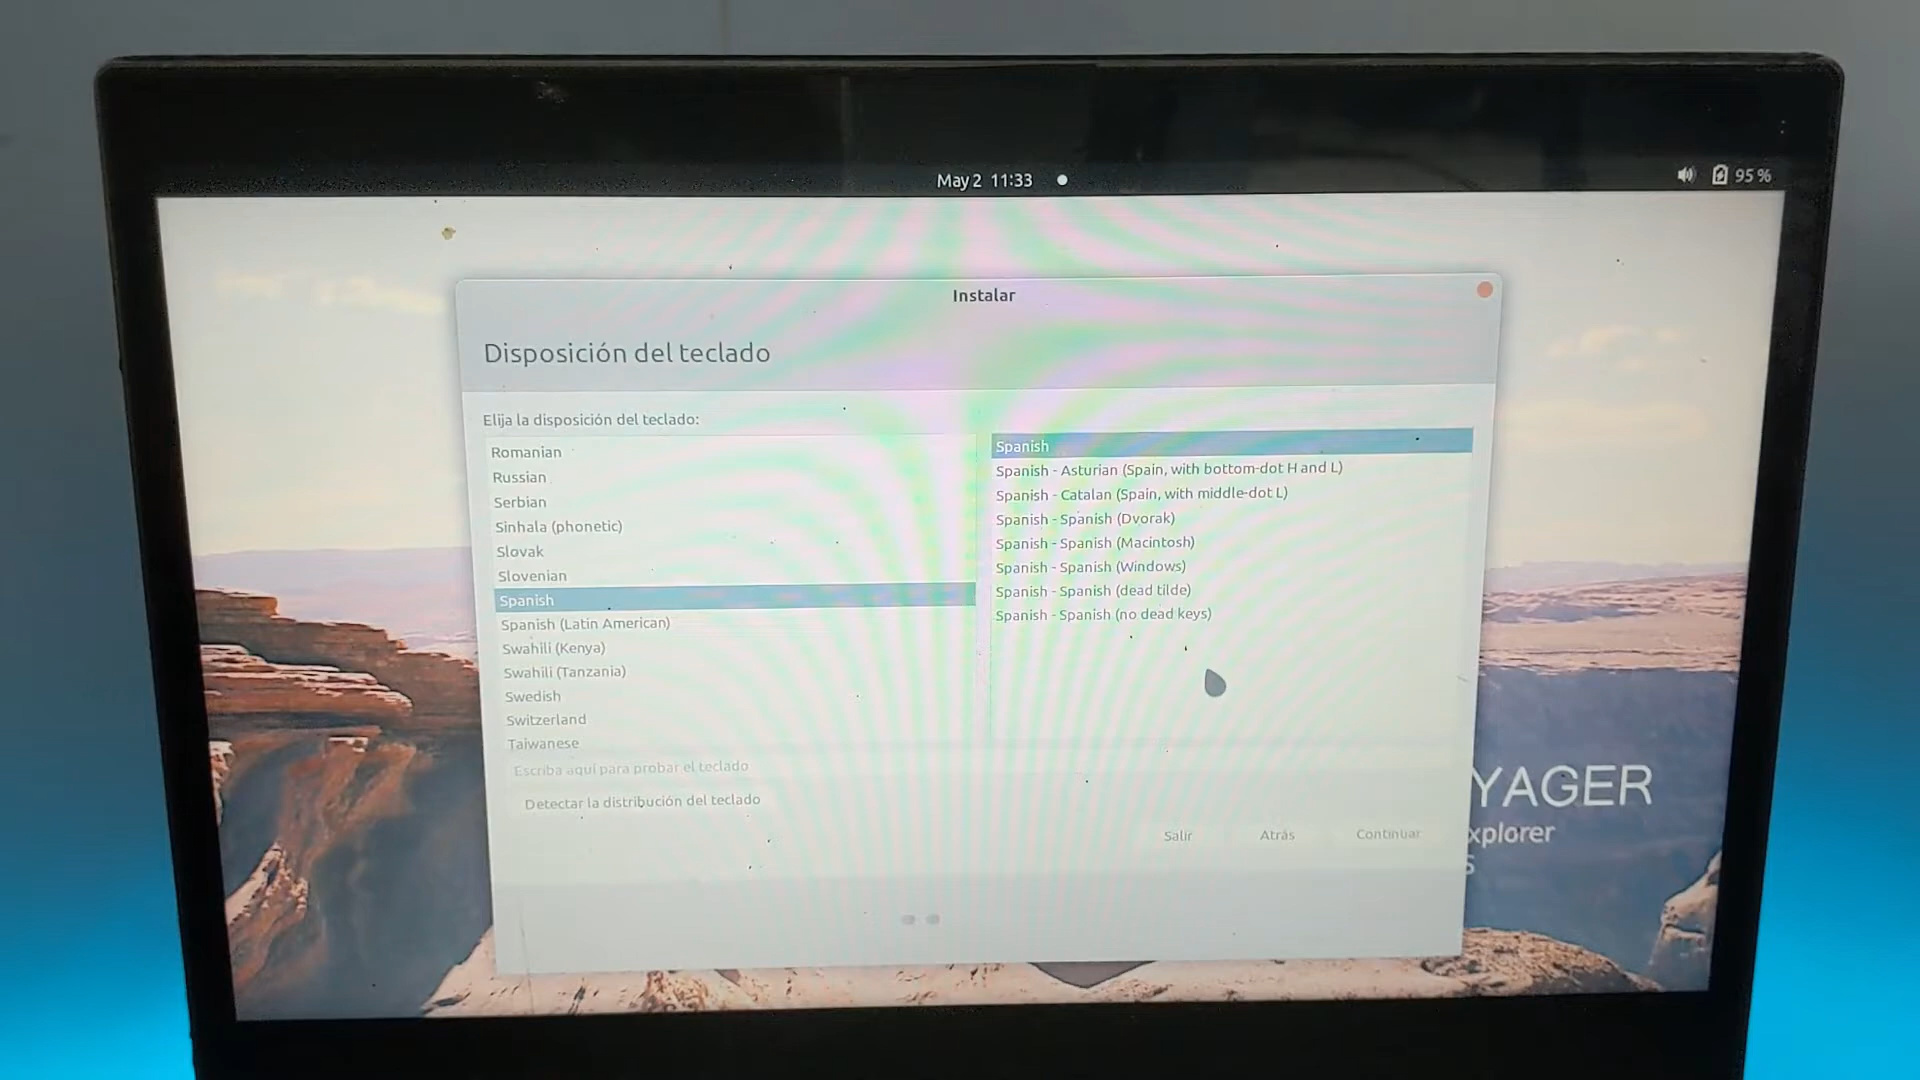 May 2 11:33
95 %
Instalar
Disposición del teclado
Elija la disposición del teclado:
Romanian
Russian
Serbian
Sinhala (phonetic)
Slovak
Slovenian
Spanish
Spanish (Latin American)
Swahili (Kenya)
Swahili (Tanzania)
Swedish
Switzerland
Taiwanese
Spanish
Spanish - Asturian (Spain, with bottom-dot H and L)
Spanish - Catalan (Spain, with middle-dot L)
Spanish - Spanish (Dvorak)
Spanish - Spanish (Macintosh)
Spanish - Spanish (Windows)
Spanish - Spanish (dead tilde)
Spanish - Spanish (no dead keys)
Escriba aquí para probar el teclado
Detectar la distribución del teclado
Salir
Atrás
Continuar
YAGER
xplorer
S